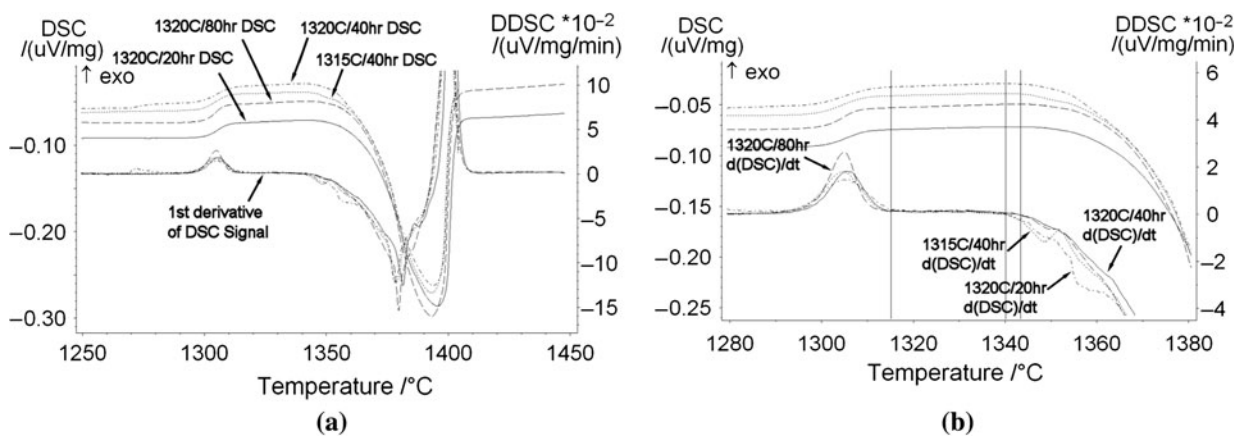 DSC
/(uV/mg)
↑ exo
1320C/80hr DSC
1320C/40hr DSC
1320C/20hr DSC
1315C/40hr DSC
DDSC *10⁻²
/(uV/mg/min)
−0.10
−0.20
−0.30
10
5
0
−5
−10
−15
1st derivative
of DSC Signal
1250
1300
1350
1400
1450
Temperature /°C
(a)
DSC
/(uV/mg)
↑ exo
DDSC *10⁻²
/(uV/mg/min)
−0.05
−0.10
−0.15
−0.20
−0.25
6
4
2
0
−2
−4
1320C/80hr
d(DSC)/dt
1320C/40hr
d(DSC)/dt
1315C/40hr
d(DSC)/dt
1320C/20hr
d(DSC)/dt
1280
1300
1320
1340
1360
1380
Temperature /°C
(b)